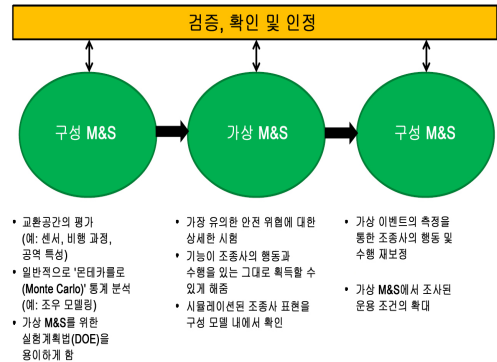 검증, 확인 및 인정
구성 M&S
가상 M&S
구성 M&S
• 교환공간의 평가
(예: 센서, 비행 과정,
공역 특성)
• 일반적으로 '몬테카를로
(Monte Carlo)' 통계 분석
(예: 조우 모델링)
• 가상 M&S를 위한
실험계획법(DOE)을
용이하게 함
• 가장 유의한 안전 위협에 대한
상세한 시험
• 기능이 조종사의 행동과
수행을 있는 그대로 획득할 수
있게 해줌
• 시뮬레이션된 조종사 표현을
구성 모델 내에서 확인
• 가상 이벤트의 측정을
통한 조종사의 행동 및
수행 재보정
• 가상 M&S에서 조사된
운용 조건의 확대